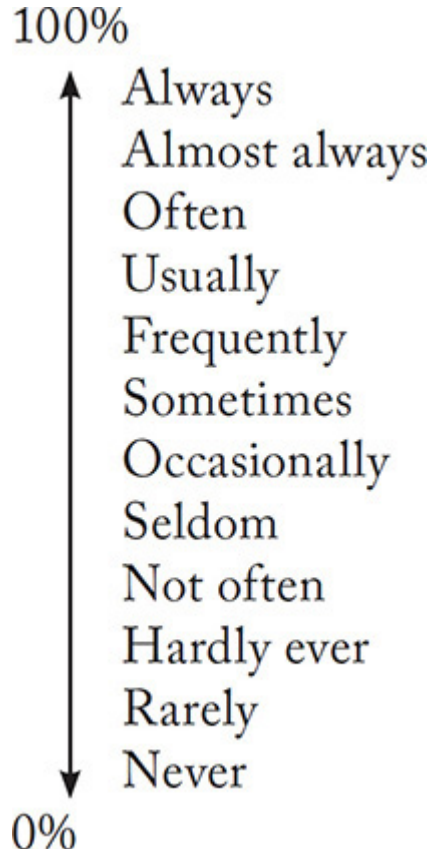 100%
Always
Almost always
Often
Usually
Frequently
Sometimes
Occasionally
Seldom
Not often
Hardly ever
Rarely
Never
0%